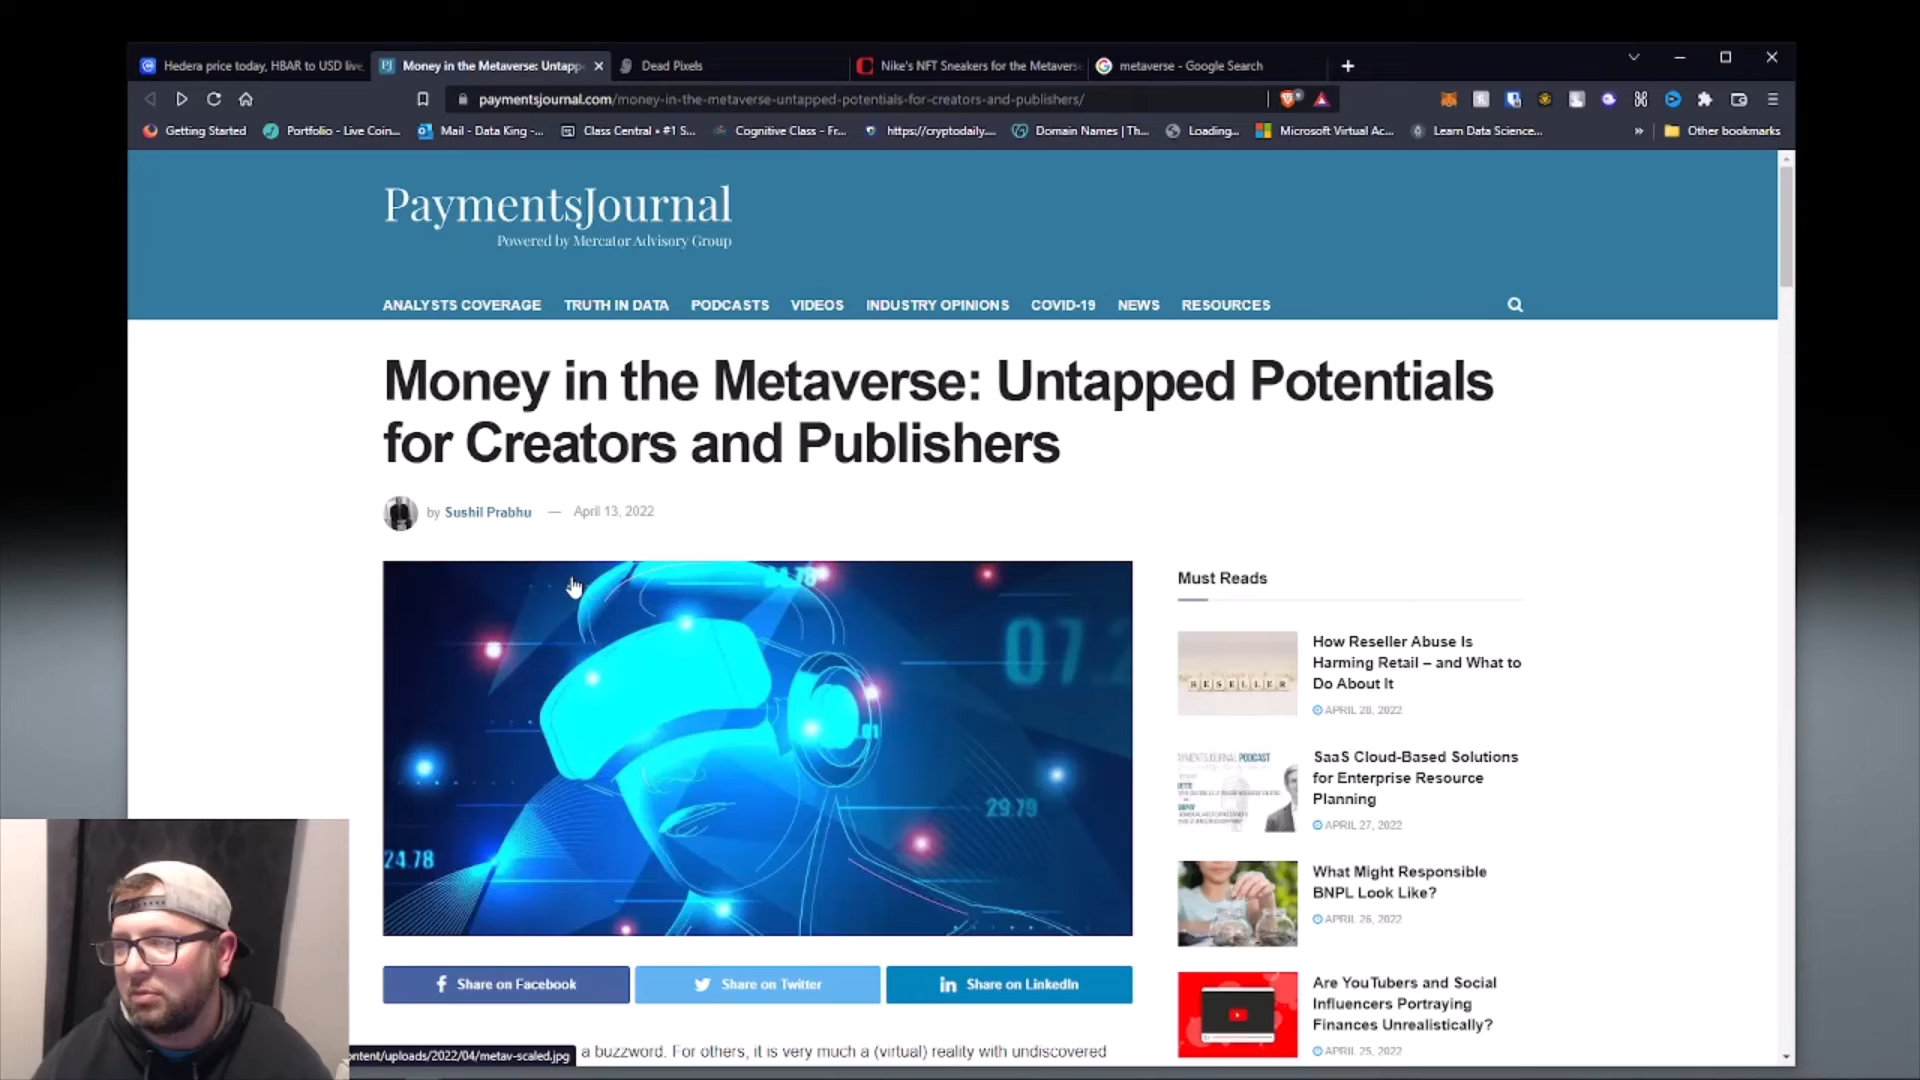 Hedera price today, HBAR to USD live,
Money in the Metaverse: Untapp
Dead Pixels
Nike's NFT Sneakers for the Metavers
metaverse - Google Search
paymentsjournal.com/money-in-the-metaverse-untapped-potentials-for-creators-and-publishers/
Getting Started
Portfolio - Live Coin...
Mail - Data King -...
Class Central • #1 S...
Cognitive Class - Fr...
https://cryptodaily....
Domain Names | Th...
Loading...
Microsoft Virtual Ac...
Learn Data Science...
»
Other bookmarks
PaymentsJournal
Powered by Mercator Advisory Group
ANALYSTS COVERAGE TRUTH IN DATA PODCASTS VIDEOS INDUSTRY OPINIONS COVID-19 NEWS RESOURCES
Money in the Metaverse: Untapped Potentials
for Creators and Publishers
by Sushil Prabhu — April 13, 2022
24.78
07.2
29.79
24.78
Share on Facebook
Share on Twitter
Share on LinkedIn
a buzzword. For others, it is very much a (virtual) reality with undiscovered
ontent/uploads/2022/04/metav-scaled.jpg
Must Reads
RESELLER
How Reseller Abuse Is
Harming Retail – and What to
Do About It
APRIL 28, 2022
PODCAST
SaaS Cloud-Based Solutions
for Enterprise Resource
Planning
APRIL 27, 2022
What Might Responsible
BNPL Look Like?
APRIL 26, 2022
Are YouTubers and Social
Influencers Portraying
Finances Unrealistically?
APRIL 25, 2022